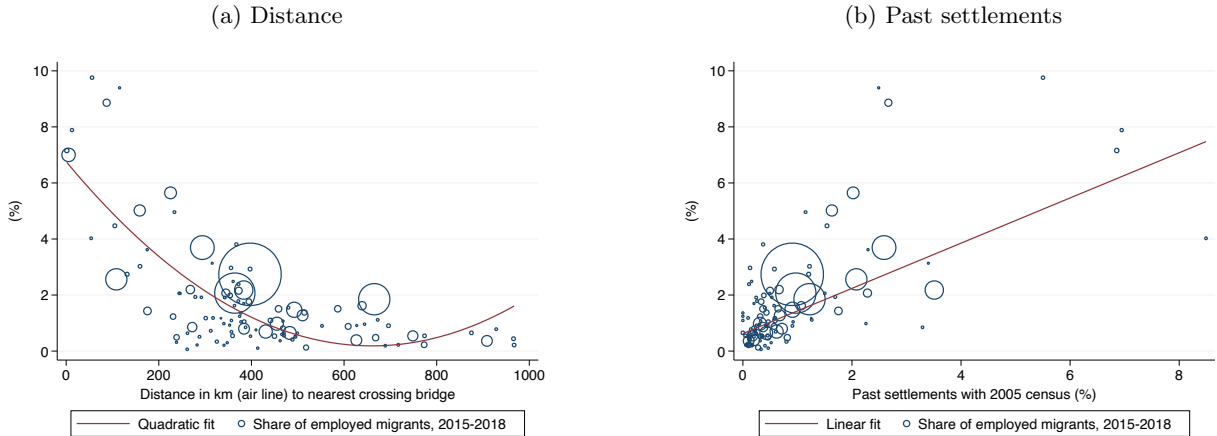 (a) Distance
(%)
10
8
6
4
2
0
0 200 400 600 800 1000
Distance in km (air line) to nearest crossing bridge
Quadratic fit Share of employed migrants, 2015-2018
(b) Past settlements
(%)
10
8
6
4
2
0
0 2 4 6 8
Past settlements with 2005 census (%)
Linear fit Share of employed migrants, 2015-2018